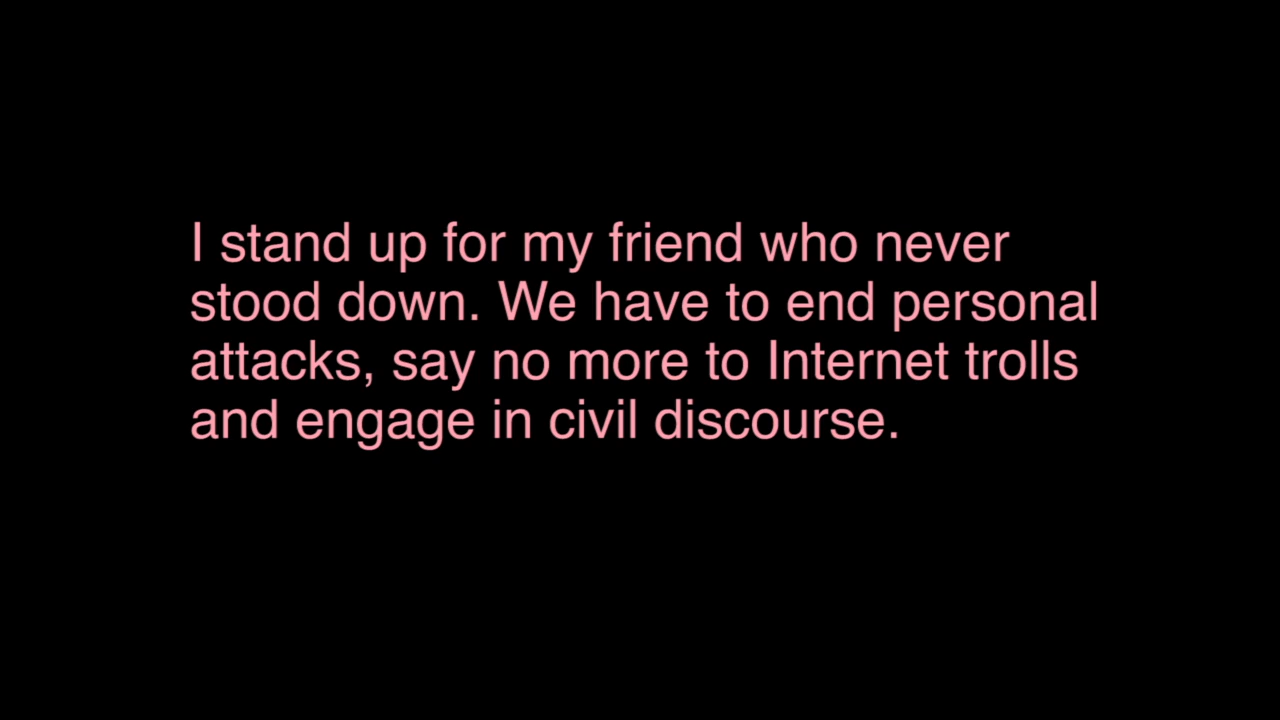 I stand up for my friend who never
stood down. We have to end personal
attacks, say no more to Internet trolls
and engage in civil discourse.